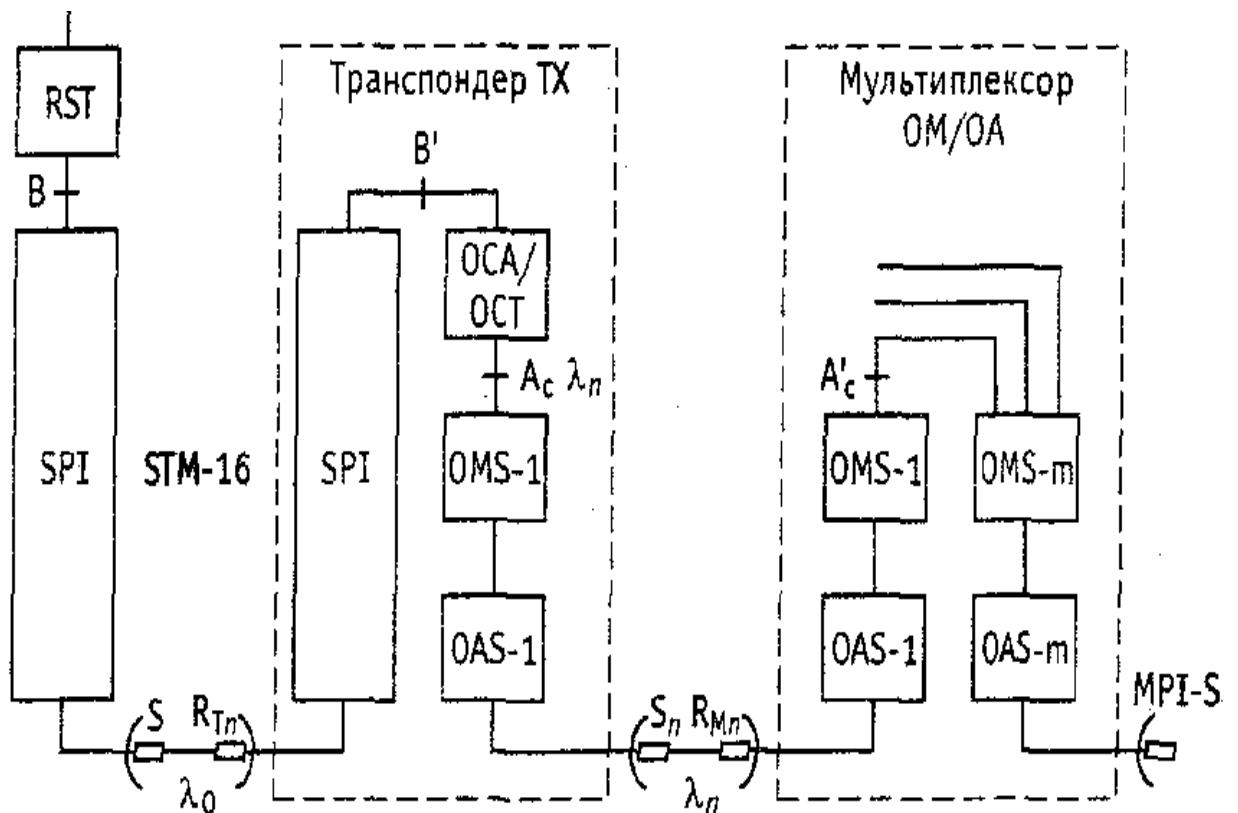 RST
B
SPI
STM-16
S R_Tn
λ_0
Транспондер TX
B'
SPI
OCA/
OCT
A_c λ_n
OMS-1
OAS-1
S_n R_Mn
λ_n
Мультиплексор
OM/OA
A'_c
OMS-1
OMS-m
OAS-1
OAS-m
MPI-S